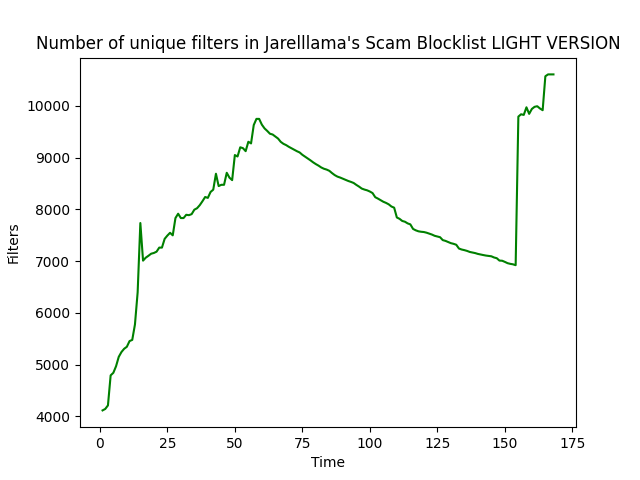 Number of unique filters in Jarelllama's Scam Blocklist LIGHT VERSION
10000
9000
8000
7000
6000
5000
4000
Filters
0 25 50 75 100 125 150 175
Time